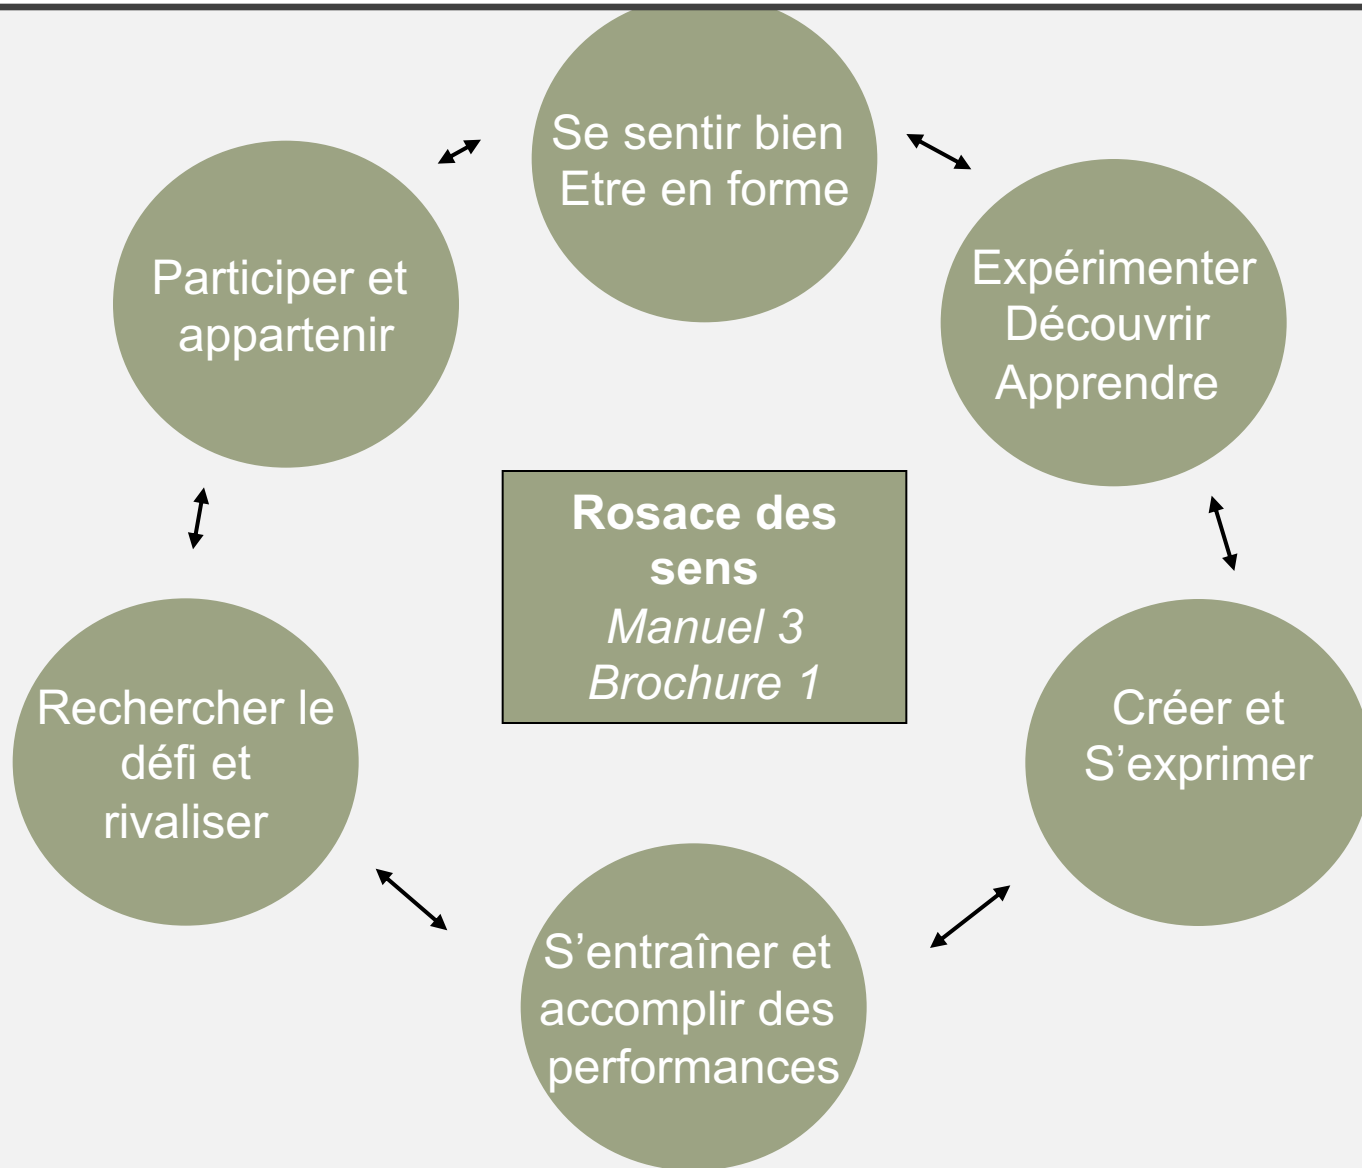 Se sentir bien
Etre en forme
Participer et
appartenir
Expérimenter
Découvrir
Apprendre
Rosace des
sens
Manuel 3
Brochure 1
Rechercher le
défi et
rivaliser
Créer et
S’exprimer
S’entraîner et
accomplir des
performances